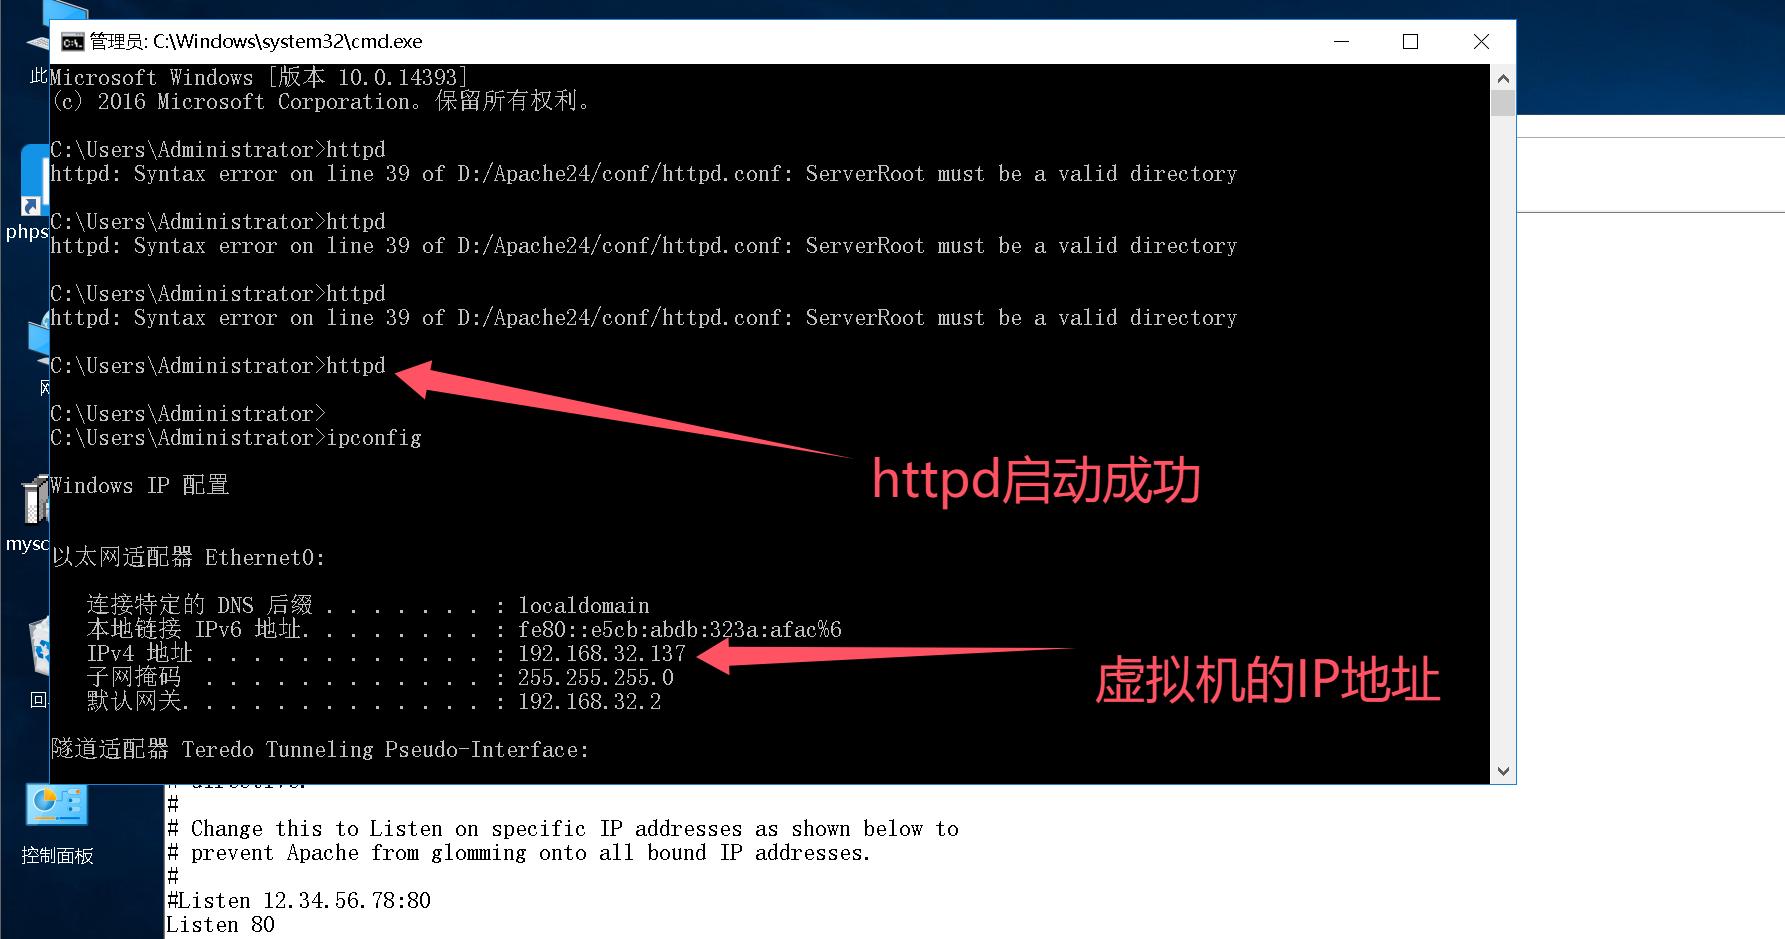 管理员: C:\Windows\system32\cmd.exe
Microsoft Windows [版本 10.0.14393]
(c) 2016 Microsoft Corporation。保留所有权利。
C:\Users\Administrator>httpd
httpd: Syntax error on line 39 of D:/Apache24/conf/httpd.conf: ServerRoot must be a valid directory
C:\Users\Administrator>httpd
httpd: Syntax error on line 39 of D:/Apache24/conf/httpd.conf: ServerRoot must be a valid directory
C:\Users\Administrator>httpd
httpd: Syntax error on line 39 of D:/Apache24/conf/httpd.conf: ServerRoot must be a valid directory
C:\Users\Administrator>httpd
C:\Users\Administrator>
C:\Users\Administrator>ipconfig
httpd启动成功
Windows IP 配置
以太网适配器 Ethernet0:
连接特定的 DNS 后缀 . . . . . . . : localdomain
本地链接 IPv6 地址. . . . . . . . : fe80::e5cb:abdb:323a:afac%6
IPv4 地址 . . . . . . . . . . . . : 192.168.32.137
子网掩码  . . . . . . . . . . . . : 255.255.255.0
默认网关. . . . . . . . . . . . . : 192.168.32.2
虚拟机的IP地址
隧道适配器 Teredo Tunneling Pseudo-Interface:
此
phps
mysc
回
控制面板
#
# Change this to Listen on specific IP addresses as shown below to
# prevent Apache from glomming onto all bound IP addresses.
#
#Listen 12.34.56.78:80
Listen 80